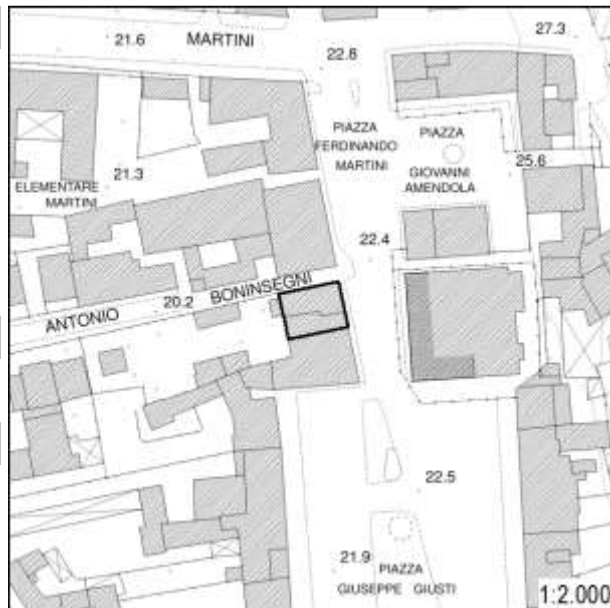 21.6 MARTINI 22.8 27.3
PIAZZA
FERDINANDO
MARTINI
PIAZZA
GIOVANNI
AMENDOLA
25.6
ELEMENTARE
MARTINI
21.3
22.4
ANTONIO 20.2 BONINSEGNI
22.5
21.9
PIAZZA
GIUSEPPE GIUSTI
1:2.000